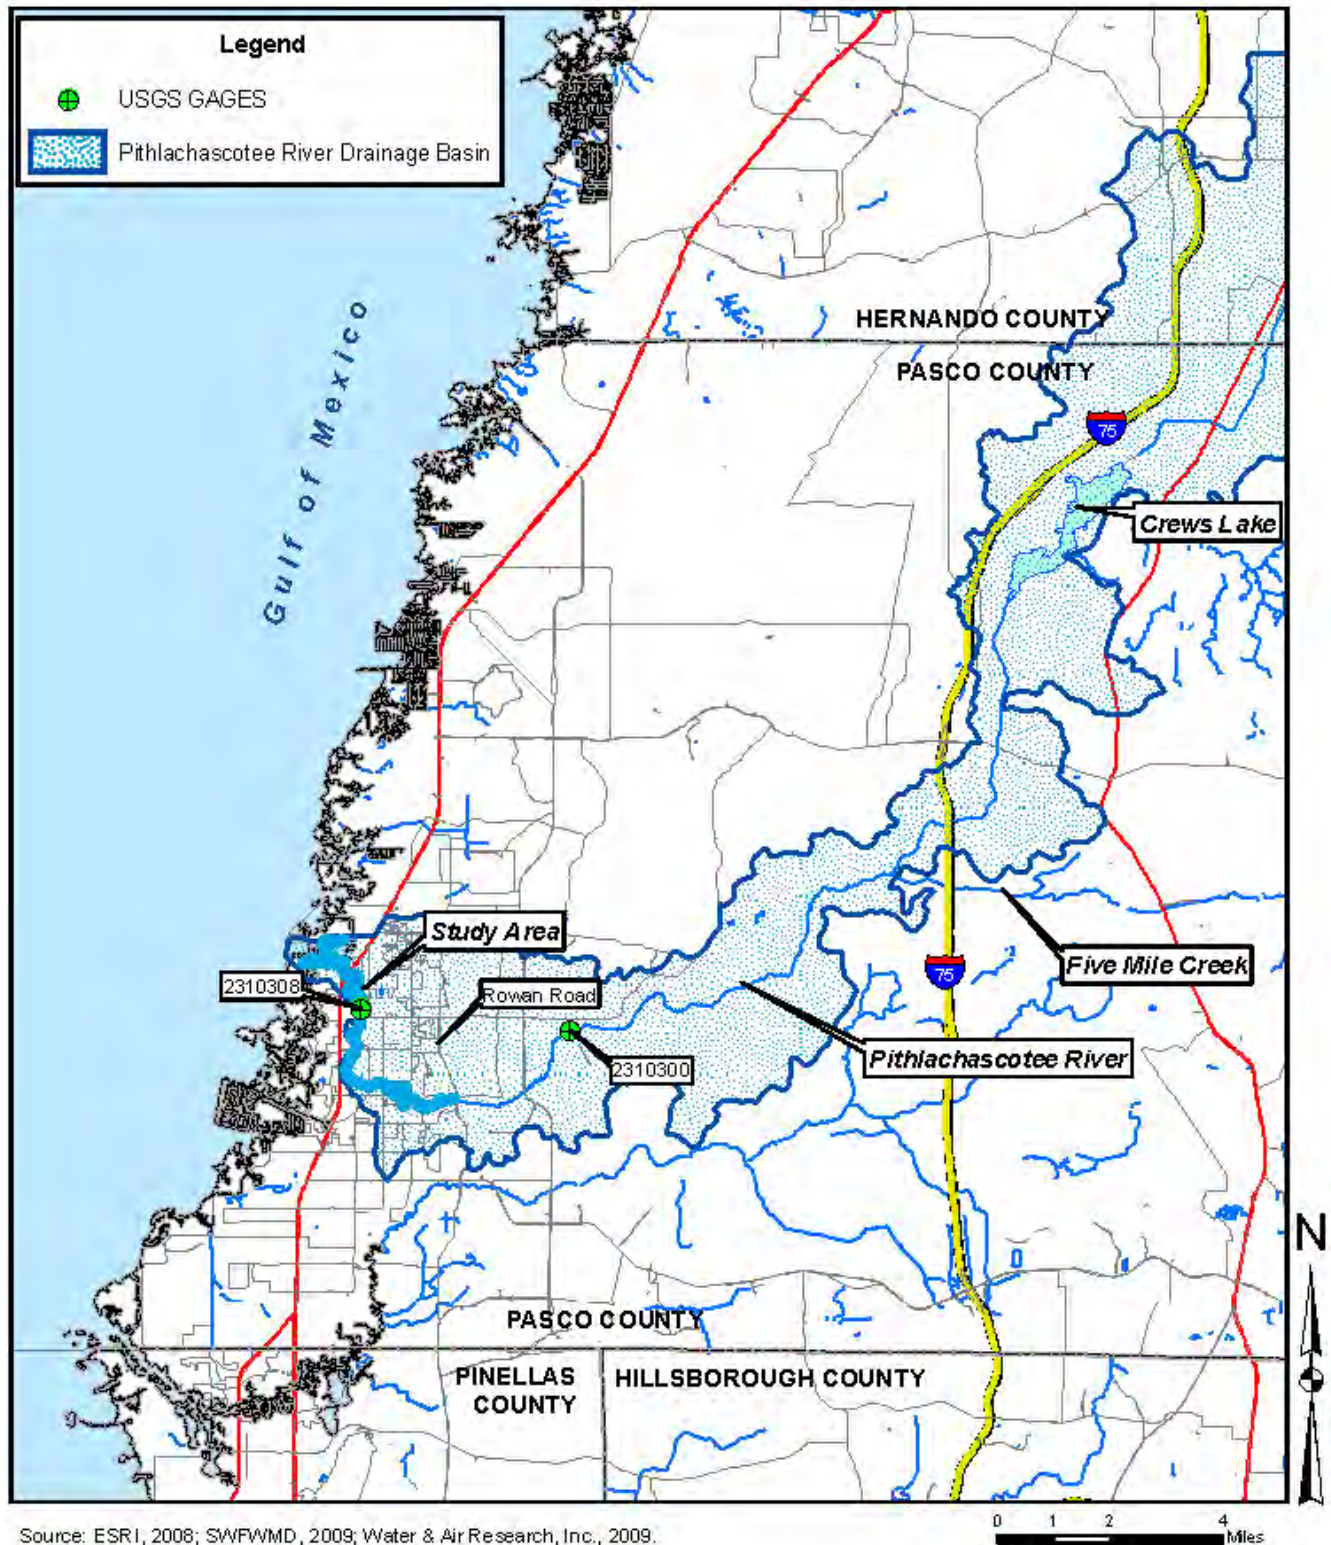 Legend
USGS GAGES
Pithlachascotee River Drainage Basin
Gulf of Mexico
HERNANDO COUNTY
PASCO COUNTY
75
Crews Lake
Study Area
2310308
Rowan Road
75
Five Mile Creek
Pithlachascotee River
2310300
N
PASCO COUNTY
PINELLAS
COUNTY
HILLSBOROUGH COUNTY
Source: ESRI, 2008; SWFWMD, 2009; Water & Air Research, Inc., 2009.
0 1 2 4
Miles